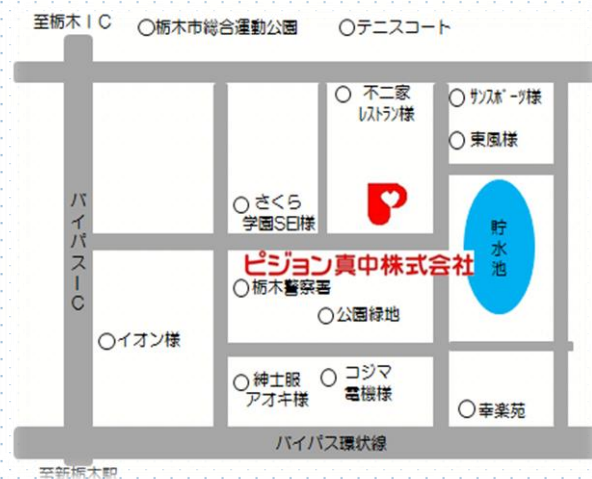 至栃木IC
○栃木市総合運動公園
○テニスコート
○ 不二家
レストラン様
○ｻﾝｽﾎﾟｰﾂ様
○ 東風様
○ さくら
学園SEI様
バイパスIC
貯水池
ピジョン真中株式会社
○栃木警察署
○公園緑地
○イオン様
○ 紳士服
アオキ様
○ コジマ
電機様
○幸楽苑
バイパス環状線
至新栃木駅